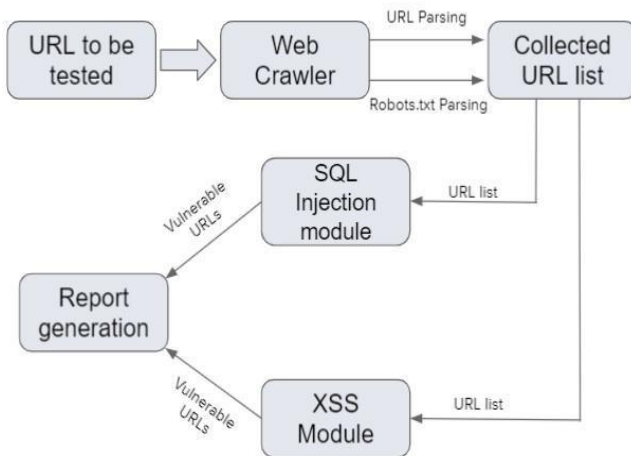 URL to be
tested
Web
Crawler
URL Parsing
Robots.txt Parsing
Collected
URL list
SQL
Injection
module
URL list
Vulnerable
URLs
Report
generation
Vulnerable
URLs
XSS
Module
URL list